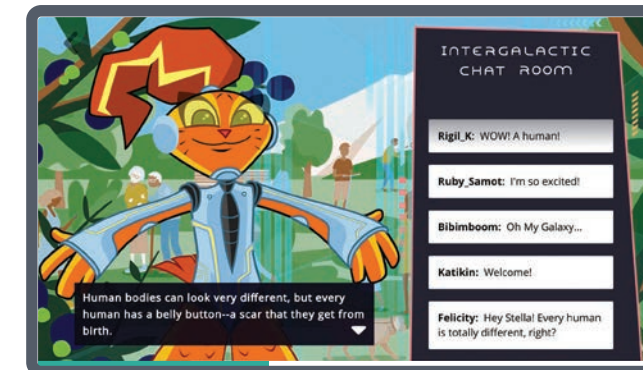 INTERGALACTIC
CHAT ROOM
Rigil_K: WOW! A human!
Ruby_Samot: I'm so excited!
Bibimboom: Oh My Galaxy...
Katikin: Welcome!
Felicity: Hey Stella! Every human
is totally different, right?
Human bodies can look very different, but every
human has a belly button--a scar that they get from
birth.